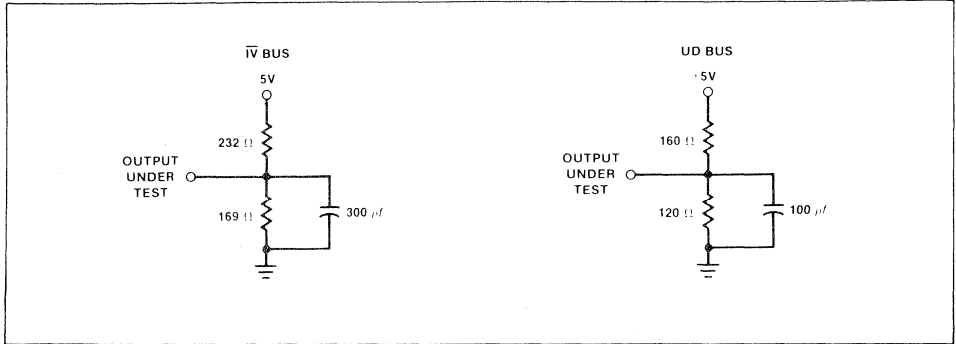 I̅V̅ BUS
5V
232 Ω
OUTPUT
UNDER
TEST
169 Ω
300 pf
UD BUS
5V
160 Ω
OUTPUT
UNDER
TEST
120 Ω
100 pf